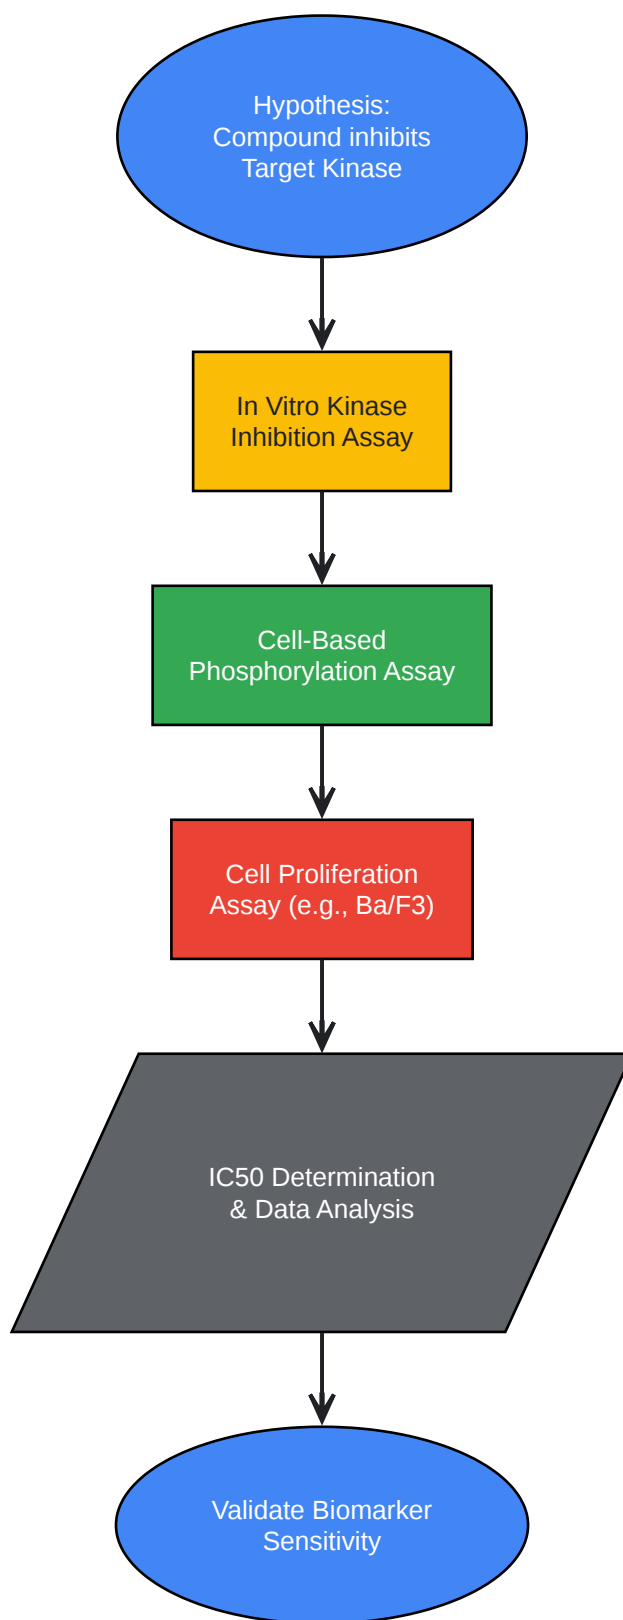 Hypothesis:
Compound inhibits
Target Kinase
In Vitro Kinase
Inhibition Assay
Cell-Based
Phosphorylation Assay
Cell Proliferation
Assay (e.g., Ba/F3)
IC50 Determination
& Data Analysis
Validate Biomarker
Sensitivity